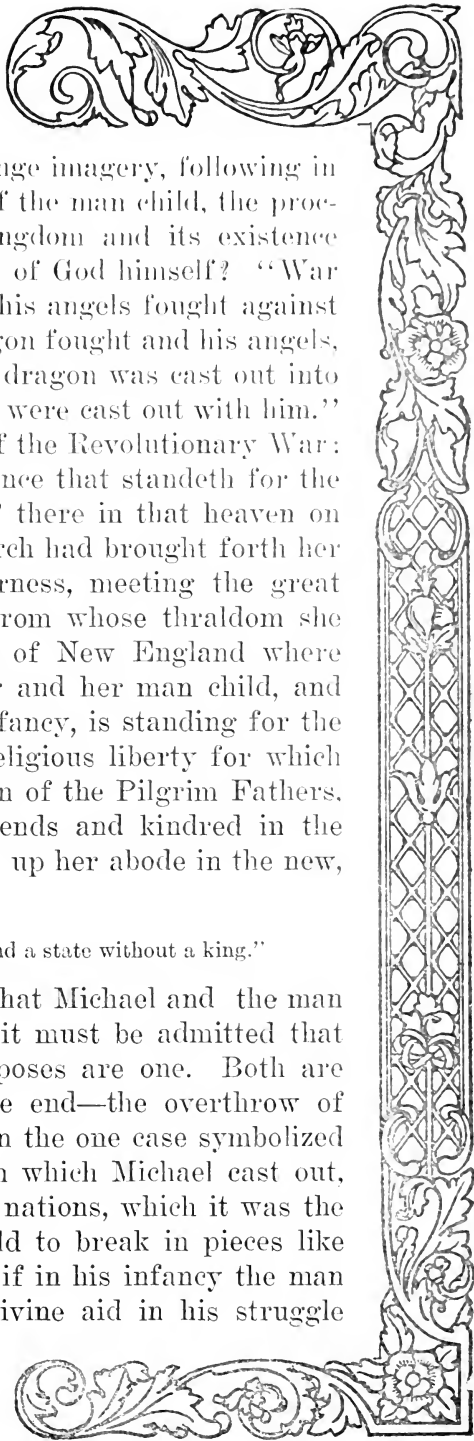 imagery, following in
f the man child, the proc-
ngdom and its existence
of God himself? “War
his angels fought against
gon fought and his angels,
dragon was cast out into
were cast out with him.”
f the Revolutionary War:
nce that standeth for the
there in that heaven on
rch had brought forth her
rness, meeting the great
rom whose thraldom she
of New England where
r and her man child, and
fancy, is standing for the
eligious liberty for which
n of the Pilgrim Fathers,
ends and kindred in the
up her abode in the new,
nd a state without a king.”
hat Michael and the man
it must be admitted that
poses are one. Both are
e end—the overthrow of
n the one case symbolized
n which Michael cast out,
nations, which it was the
ld to break in pieces like
if in his infancy the man
ivine aid in his struggle